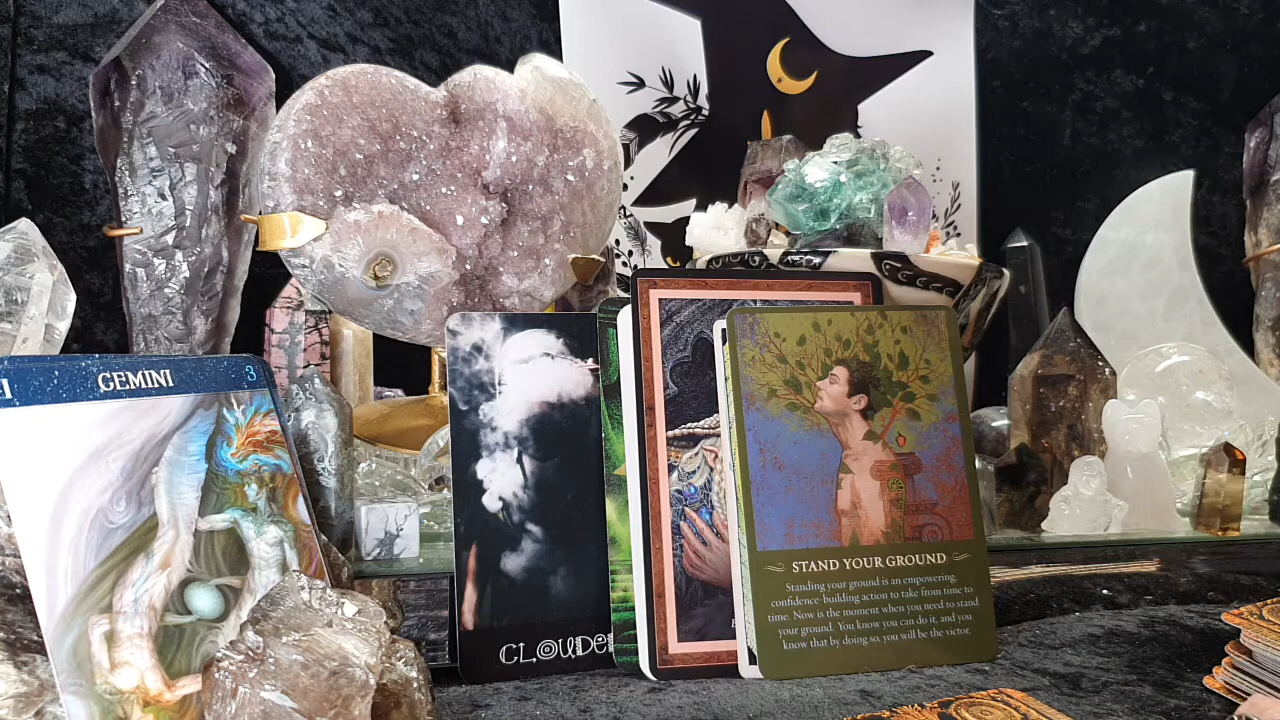 GEMINI
3
CLOUDE
STAND YOUR GROUND
Standing your ground is an empowering,
confidence-building action to take from time to
time. Now is the moment when you need to stand
your ground. You know you can do it, and you
know that by doing so, you will be the victor.